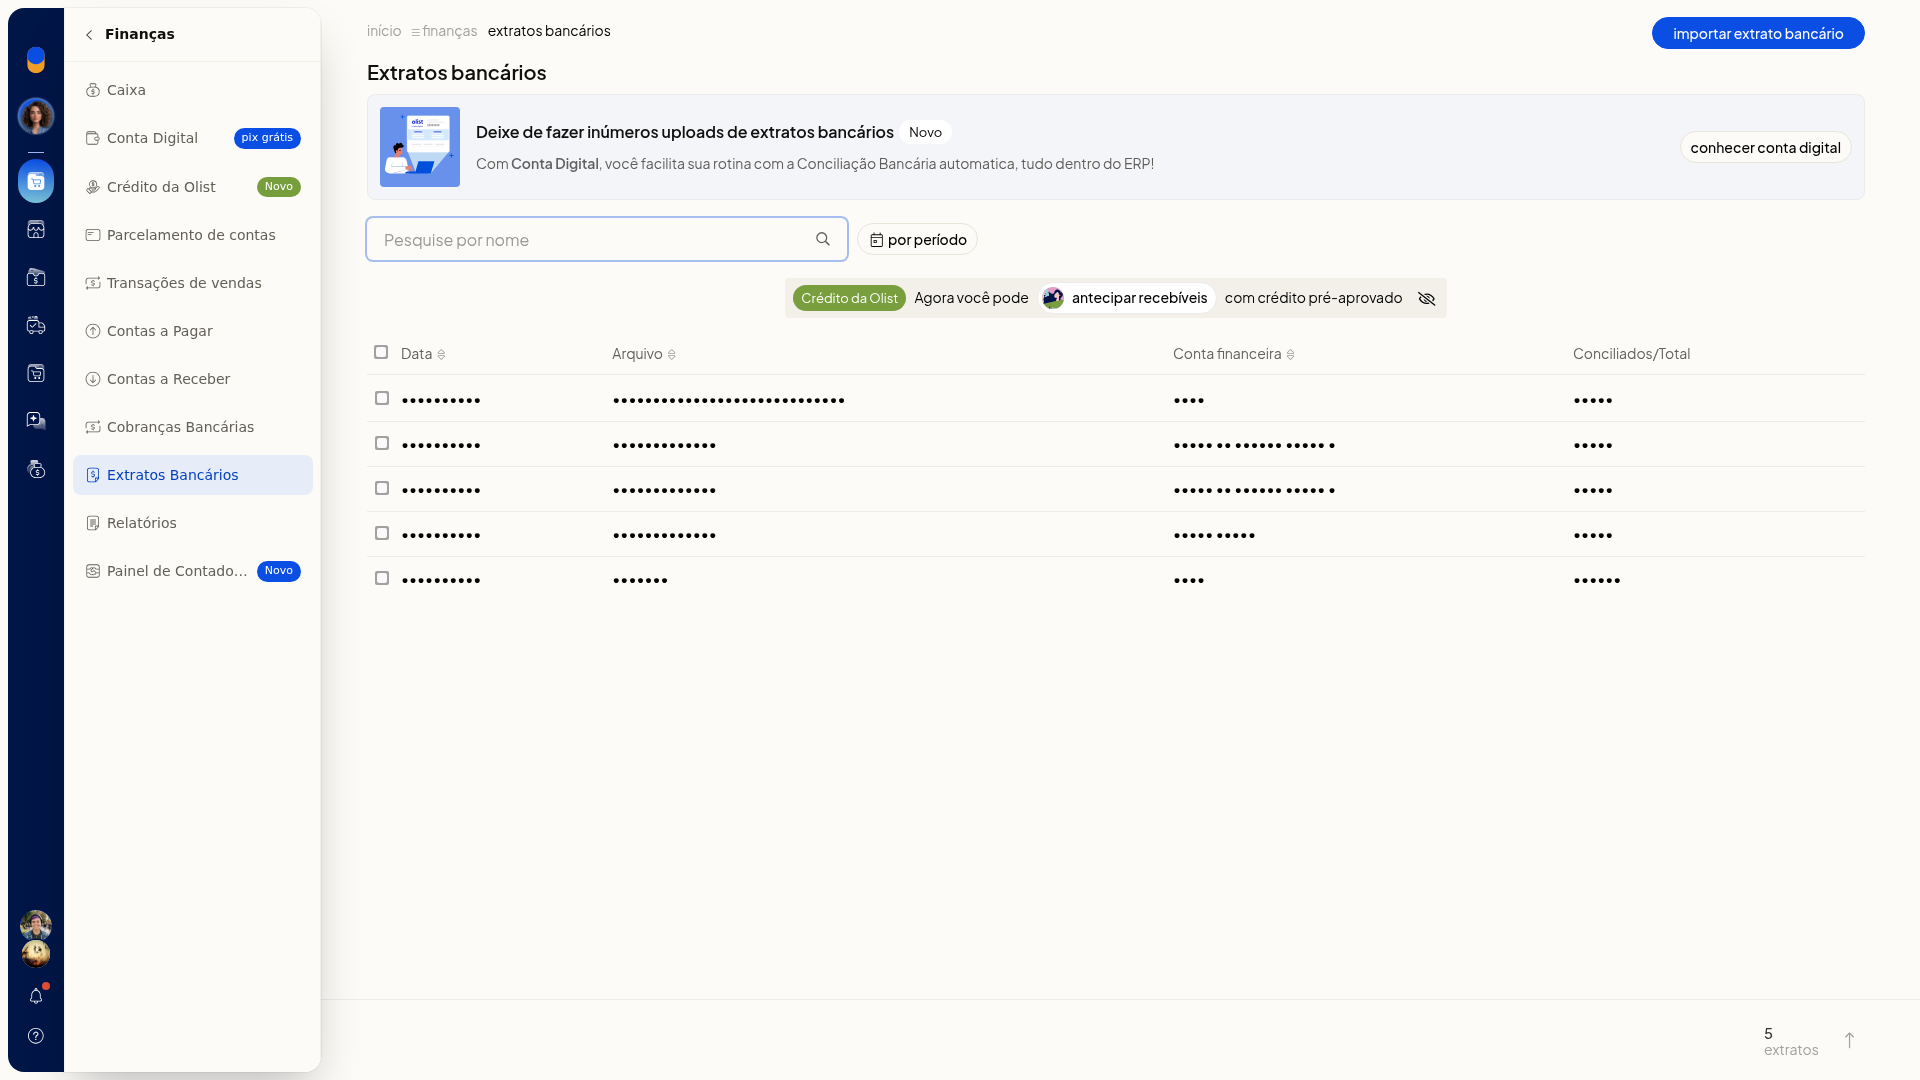 Finanças
Caixa
Conta Digital pix grátis
Crédito da Olist Novo
Parcelamento de contas
Transações de vendas
Contas a Pagar
Contas a Receber
Cobranças Bancárias
Extratos Bancários
Relatórios
Painel de Contado... Novo
início finanças extratos bancários
importar extrato bancário
Extratos bancários
olist
Deixe de fazer inúmeros uploads de extratos bancários Novo
Com Conta Digital, você facilita sua rotina com a Conciliação Bancária automatica, tudo dentro do ERP!
conhecer conta digital
Pesquise por nome
por período
Crédito da Olist Agora você pode antecipar recebíveis com crédito pré-aprovado
Data Arquivo Conta financeira Conciliados/Total
•••••••••• ••••••••••••••••••••••••••••• •••• •••••
•••••••••• ••••••••••••• ••••• •• •••••• ••••• • •••••
•••••••••• ••••••••••••• ••••• •• •••••• ••••• • •••••
•••••••••• ••••••••••••• ••••• ••••• •••••
•••••••••• ••••••• •••• ••••••
5
extratos